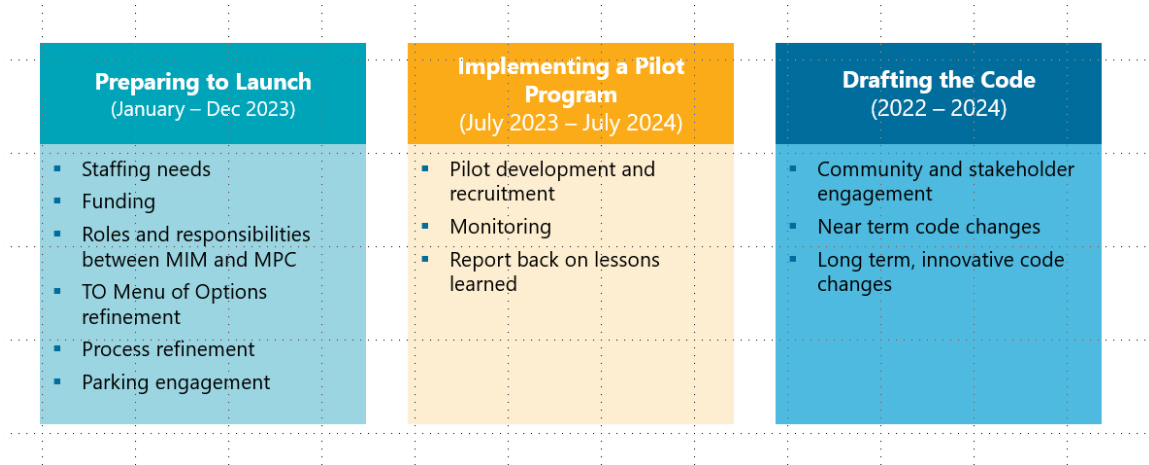 Preparing to Launch
(January – Dec 2023)
▪ Staffing needs
▪ Funding
▪ Roles and responsibilities
between MIM and MPC
▪ TO Menu of Options
refinement
▪ Process refinement
▪ Parking engagement
Implementing a Pilot
Program
(July 2023 – July 2024)
▪ Pilot development and
recruitment
▪ Monitoring
▪ Report back on lessons
learned
Drafting the Code
(2022 – 2024)
▪ Community and stakeholder
engagement
▪ Near term code changes
▪ Long term, innovative code
changes